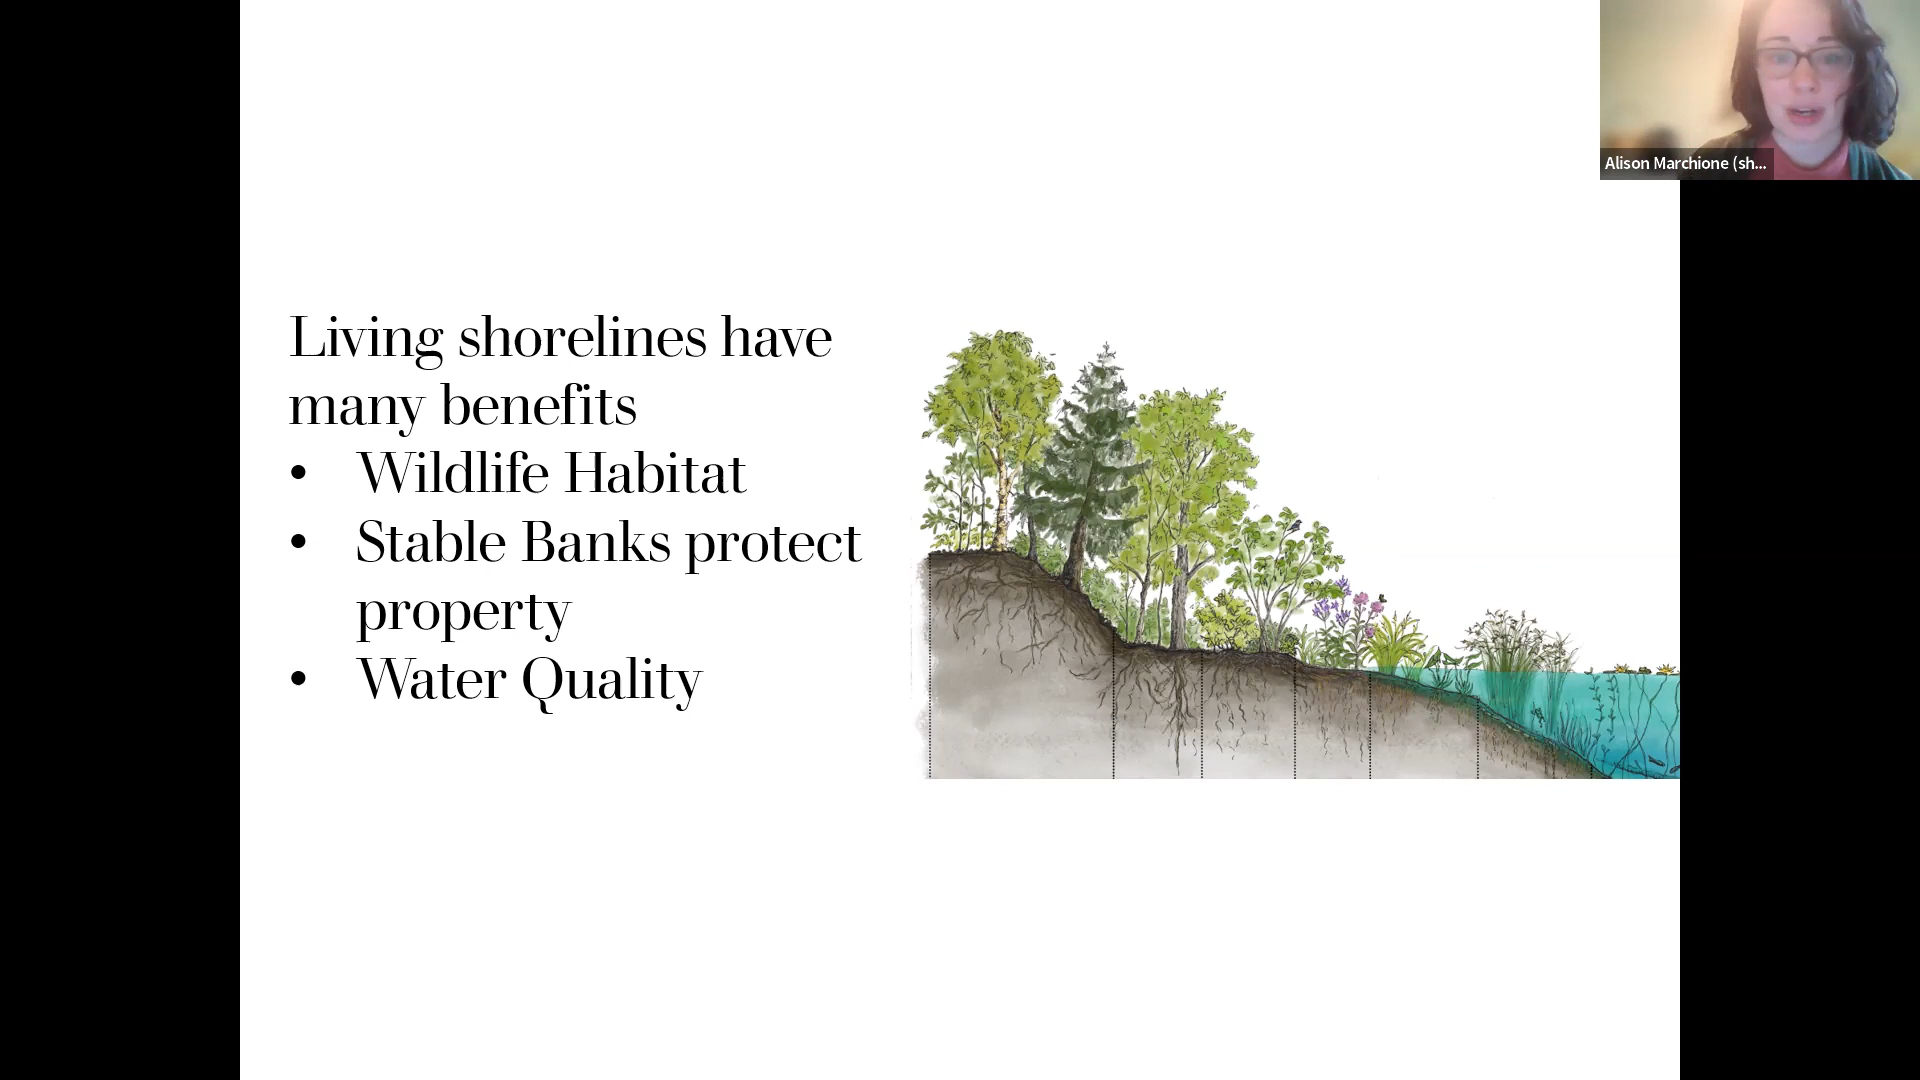 Alison Marchione (sh...
Living shorelines have
many benefits
• Wildlife Habitat
• Stable Banks protect
property
• Water Quality